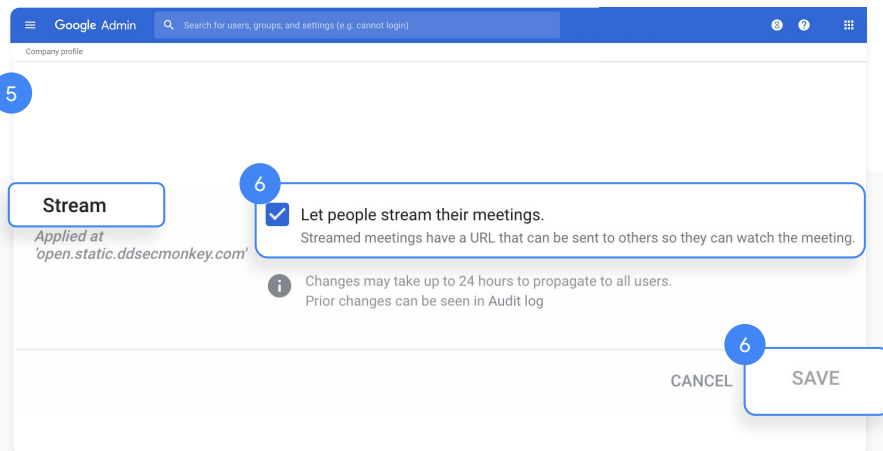 Google Admin
Search for users, groups, and settings (e.g. cannot login)
8
?
Company profile
5
Stream
Applied at
'open.static.ddsecmonkey.com'
6
Let people stream their meetings.
Streamed meetings have a URL that can be sent to others so they can watch the meeting.
i
Changes may take up to 24 hours to propagate to all users.
Prior changes can be seen in Audit log
6
CANCEL
SAVE